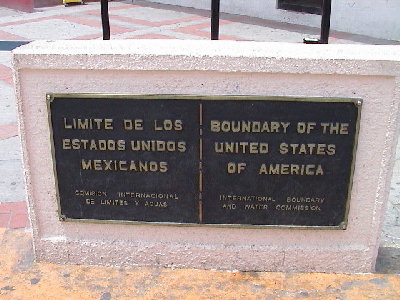 LIMITE DE LOS
ESTADOS UNIDOS
MEXICANOS
COMISION INTERNACIONAL
DE LIMITES Y AGUAS
BOUNDARY OF THE
UNITED STATES
OF AMERICA
INTERNATIONAL BOUNDARY
AND WATER COMMISSION